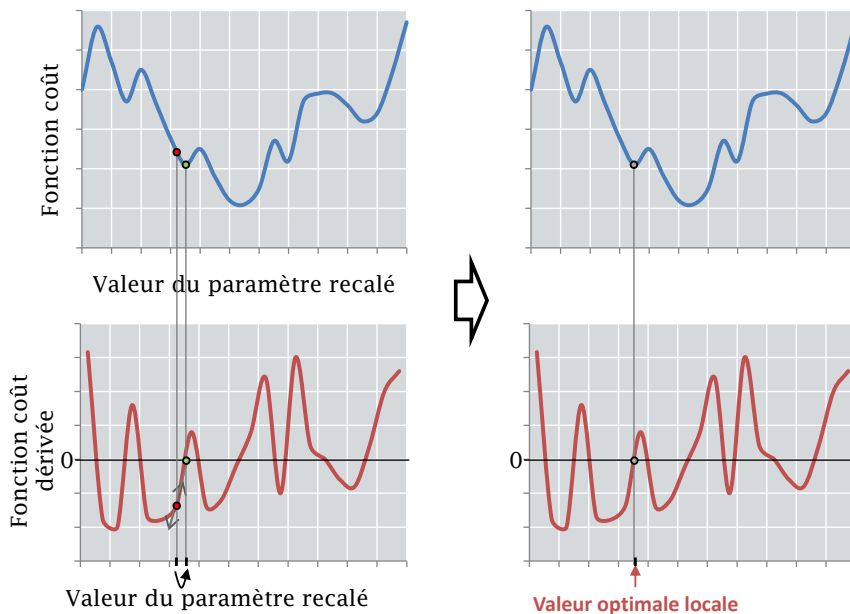 Fonction coût
Valeur du paramètre recalé
Fonction coût
dérivée
0
0
Valeur du paramètre recalé
Valeur optimale locale